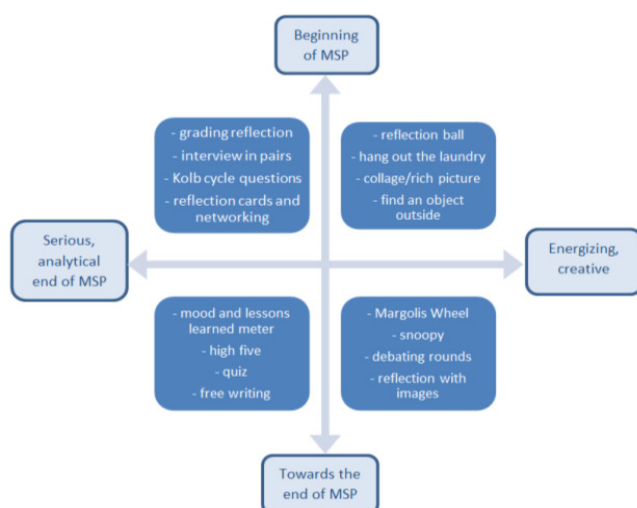 Beginning
of MSP
- grading reflection
- interview in pairs
- Kolb cycle questions
- reflection cards and
networking
- reflection ball
- hang out the laundry
- collage/rich picture
- find an object
outside
Serious,
analytical
end of MSP
Energizing,
creative
- mood and lessons
learned meter
- high five
- quiz
- free writing
- Margolis Wheel
- snoopy
- debating rounds
- reflection with
images
Towards the
end of MSP